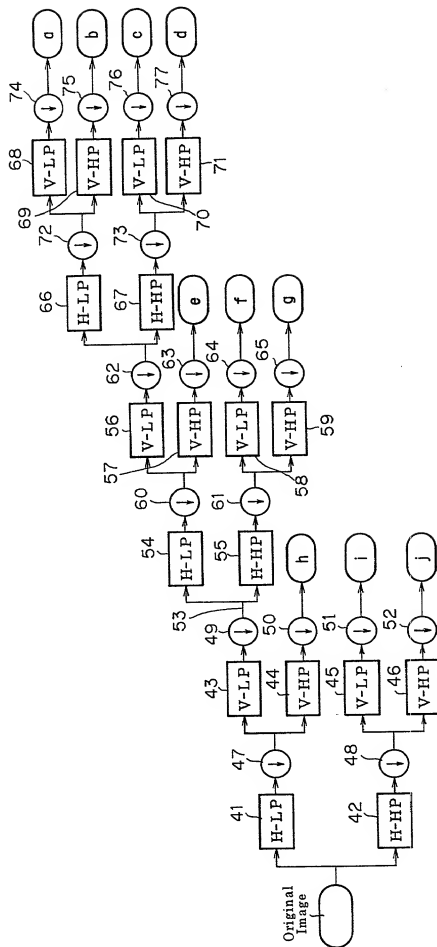 Original
Image
41
H-LP
42
H-HP
47
48
43
V-LP
44
V-HP
45
V-LP
46
V-HP
49
50
51
52
h
i
j
53
54
H-LP
55
H-HP
60
61
56
V-LP
57
V-HP
58
V-LP
59
V-HP
62
63
64
65
e
f
g
66
H-LP
67
H-HP
72
73
68
V-LP
69
V-HP
70
V-LP
71
V-HP
74
75
76
77
a
b
c
d